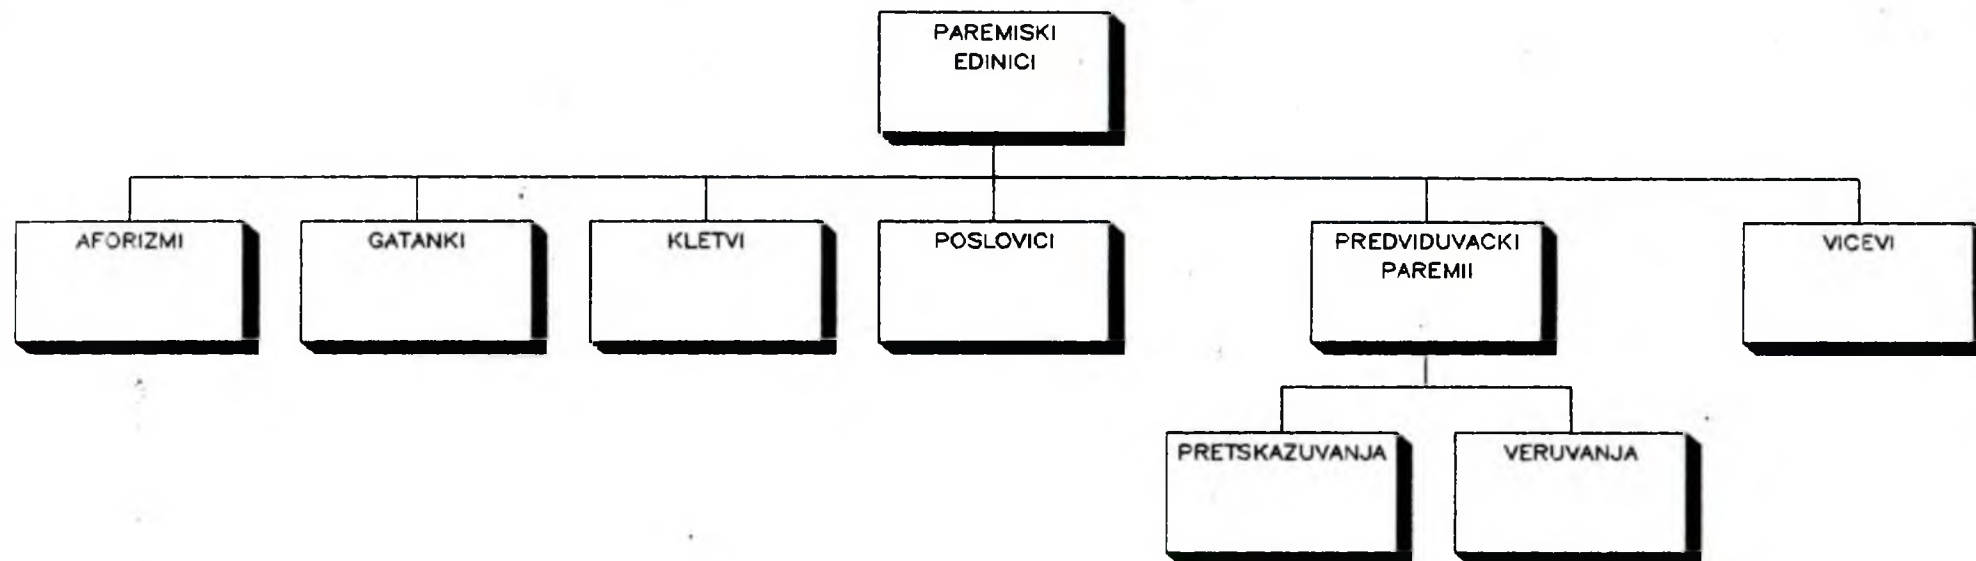 PAREMISKI
EDINICI
AFORIZMI
GATANKI
KLETVI
POSLOVICI
PREDVIDUVACKI
PAREMII
VICEVI
PRETSKAZUVANJA
VERUVANJA